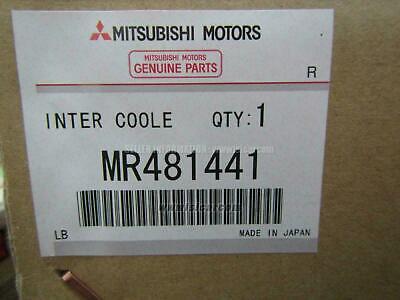 MITSUBISHI MOTORS
MITSUBISHI MOTORS
GENUINE PARTS
R
INTER COOLE QTY:1
MR481441
LB
MADE IN JAPAN